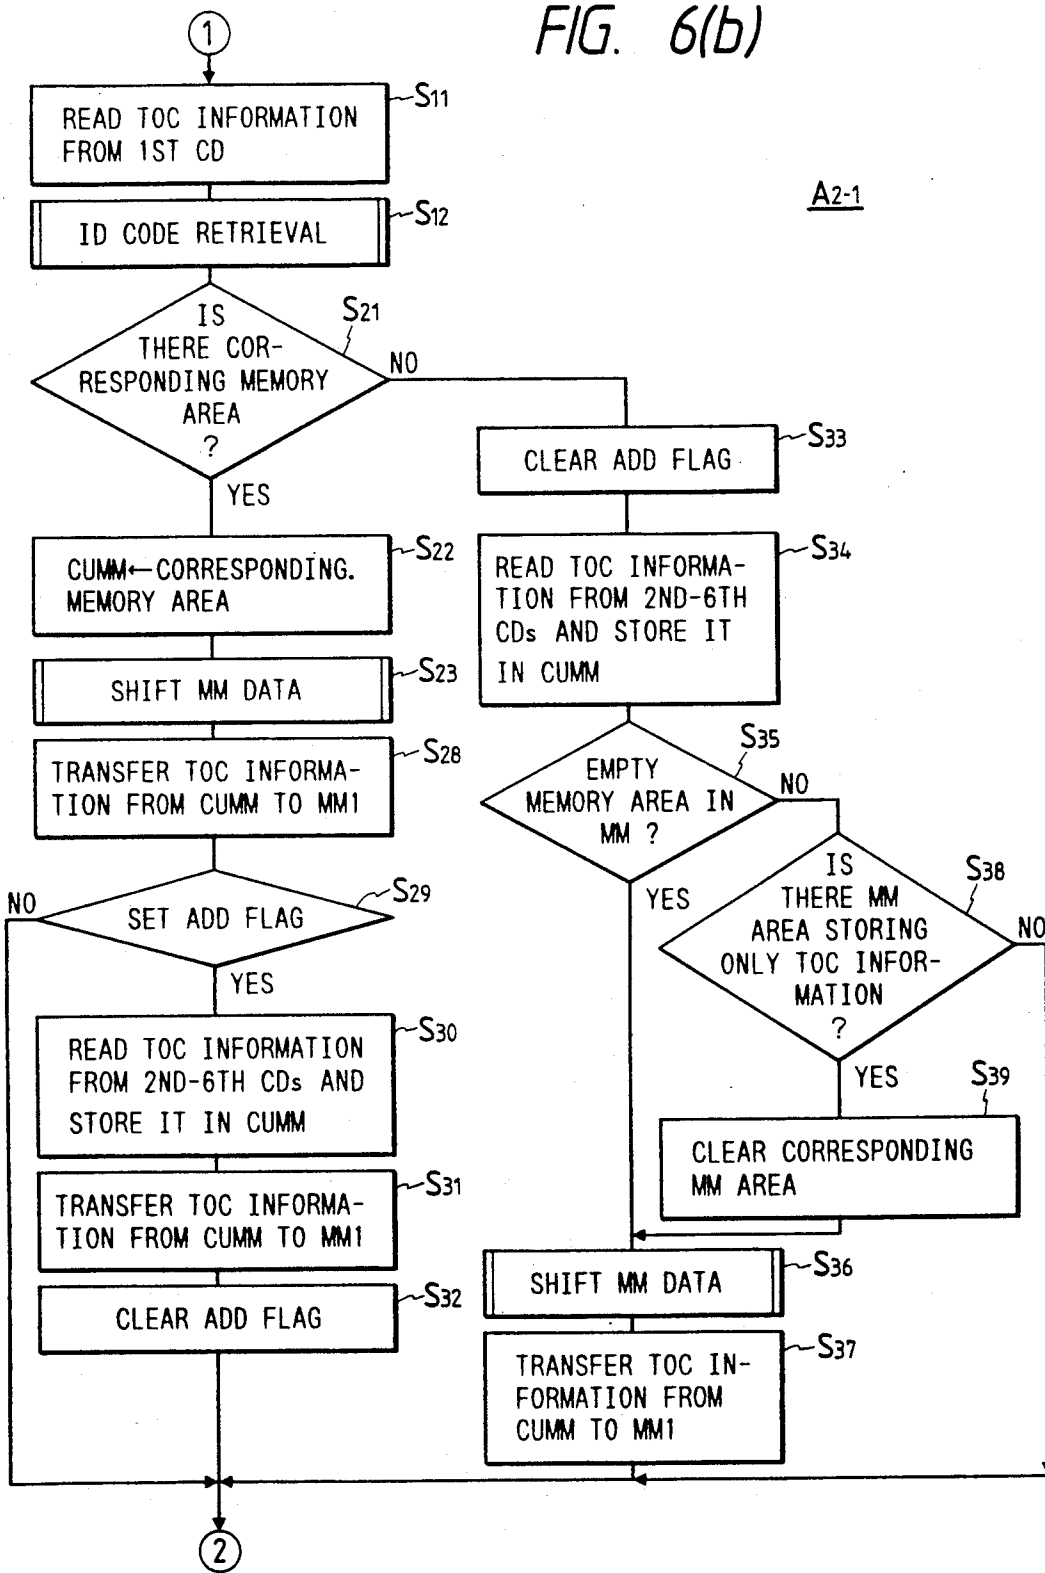 FIG. 6(b)
1
READ TOC INFORMATION
FROM 1ST CD
S11
A2-1
ID CODE RETRIEVAL
S12
IS
THERE COR-
RESPONDING MEMORY
AREA
?
S21
NO
YES
CUMM←CORRESPONDING.
MEMORY AREA
S22
SHIFT MM DATA
S23
TRANSFER TOC INFORMA-
TION FROM CUMM TO MM1
S28
SET ADD FLAG
S29
NO
YES
READ TOC INFORMATION
FROM 2ND-6TH CDs AND
STORE IT IN CUMM
S30
TRANSFER TOC INFORMA-
TION FROM CUMM TO MM1
S31
CLEAR ADD FLAG
S32
CLEAR ADD FLAG
S33
READ TOC INFORMA-
TION FROM 2ND-6TH
CDs AND STORE IT
IN CUMM
S34
EMPTY
MEMORY AREA IN
MM ?
S35
NO
YES
IS
THERE MM
AREA STORING
ONLY TOC INFOR-
MATION
?
S38
NO
YES
CLEAR CORRESPONDING
MM AREA
S39
SHIFT MM DATA
S36
TRANSFER TOC IN-
FORMATION FROM
CUMM TO MM1
S37
2